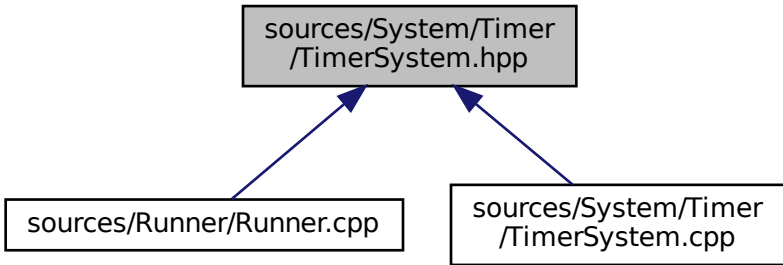 sources/System/Timer
/TimerSystem.hpp
sources/Runner/Runner.cpp
sources/System/Timer
/TimerSystem.cpp